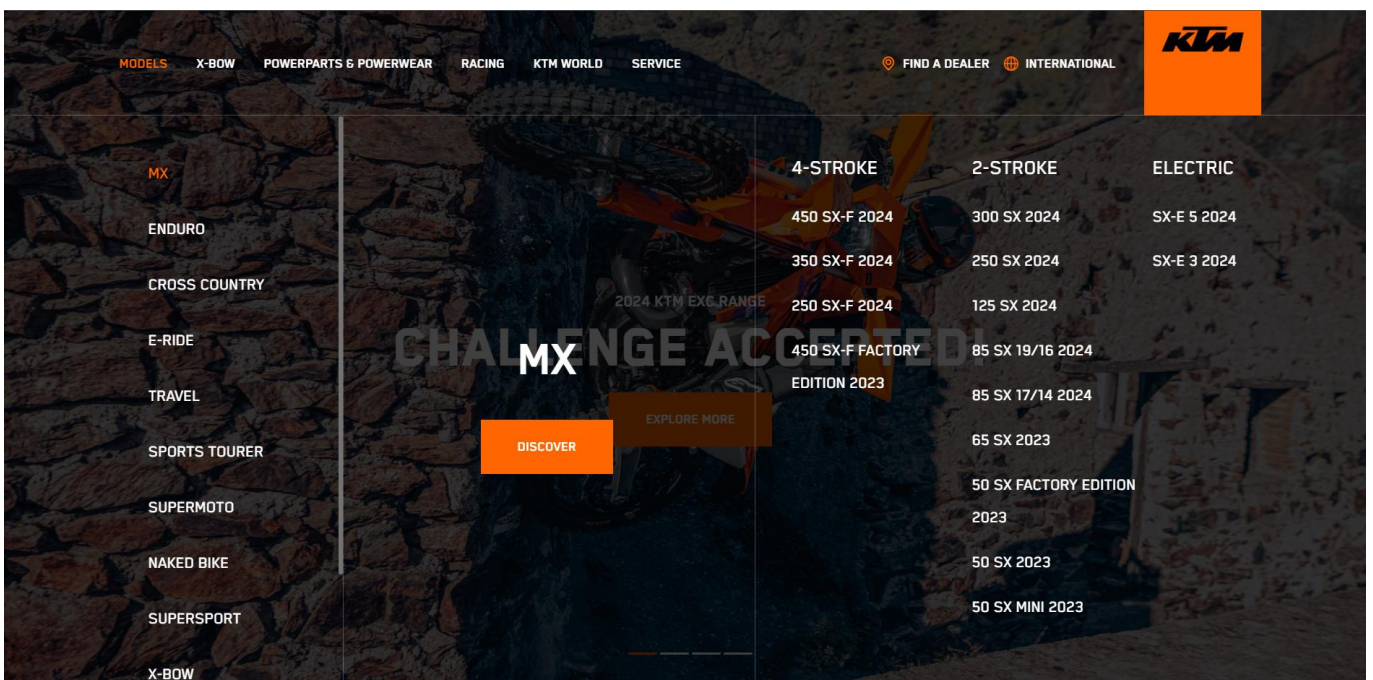 MODELS
X-BOW
POWERPARTS & POWERWEAR
RACING
KTM WORLD
SERVICE
FIND A DEALER
INTERNATIONAL
KTM
MX
ENDURO
CROSS COUNTRY
E-RIDE
TRAVEL
SPORTS TOURER
SUPERMOTO
NAKED BIKE
SUPERSPORT
X-BOW
2024 KTM EXC RANGE
CHALLENGE ACCEPTED!
EXPLORE MORE
MX
DISCOVER
4-STROKE
450 SX-F 2024
350 SX-F 2024
250 SX-F 2024
450 SX-F FACTORY
EDITION 2023
2-STROKE
300 SX 2024
250 SX 2024
125 SX 2024
85 SX 19/16 2024
85 SX 17/14 2024
65 SX 2023
50 SX FACTORY EDITION
2023
50 SX 2023
50 SX MINI 2023
ELECTRIC
SX-E 5 2024
SX-E 3 2024